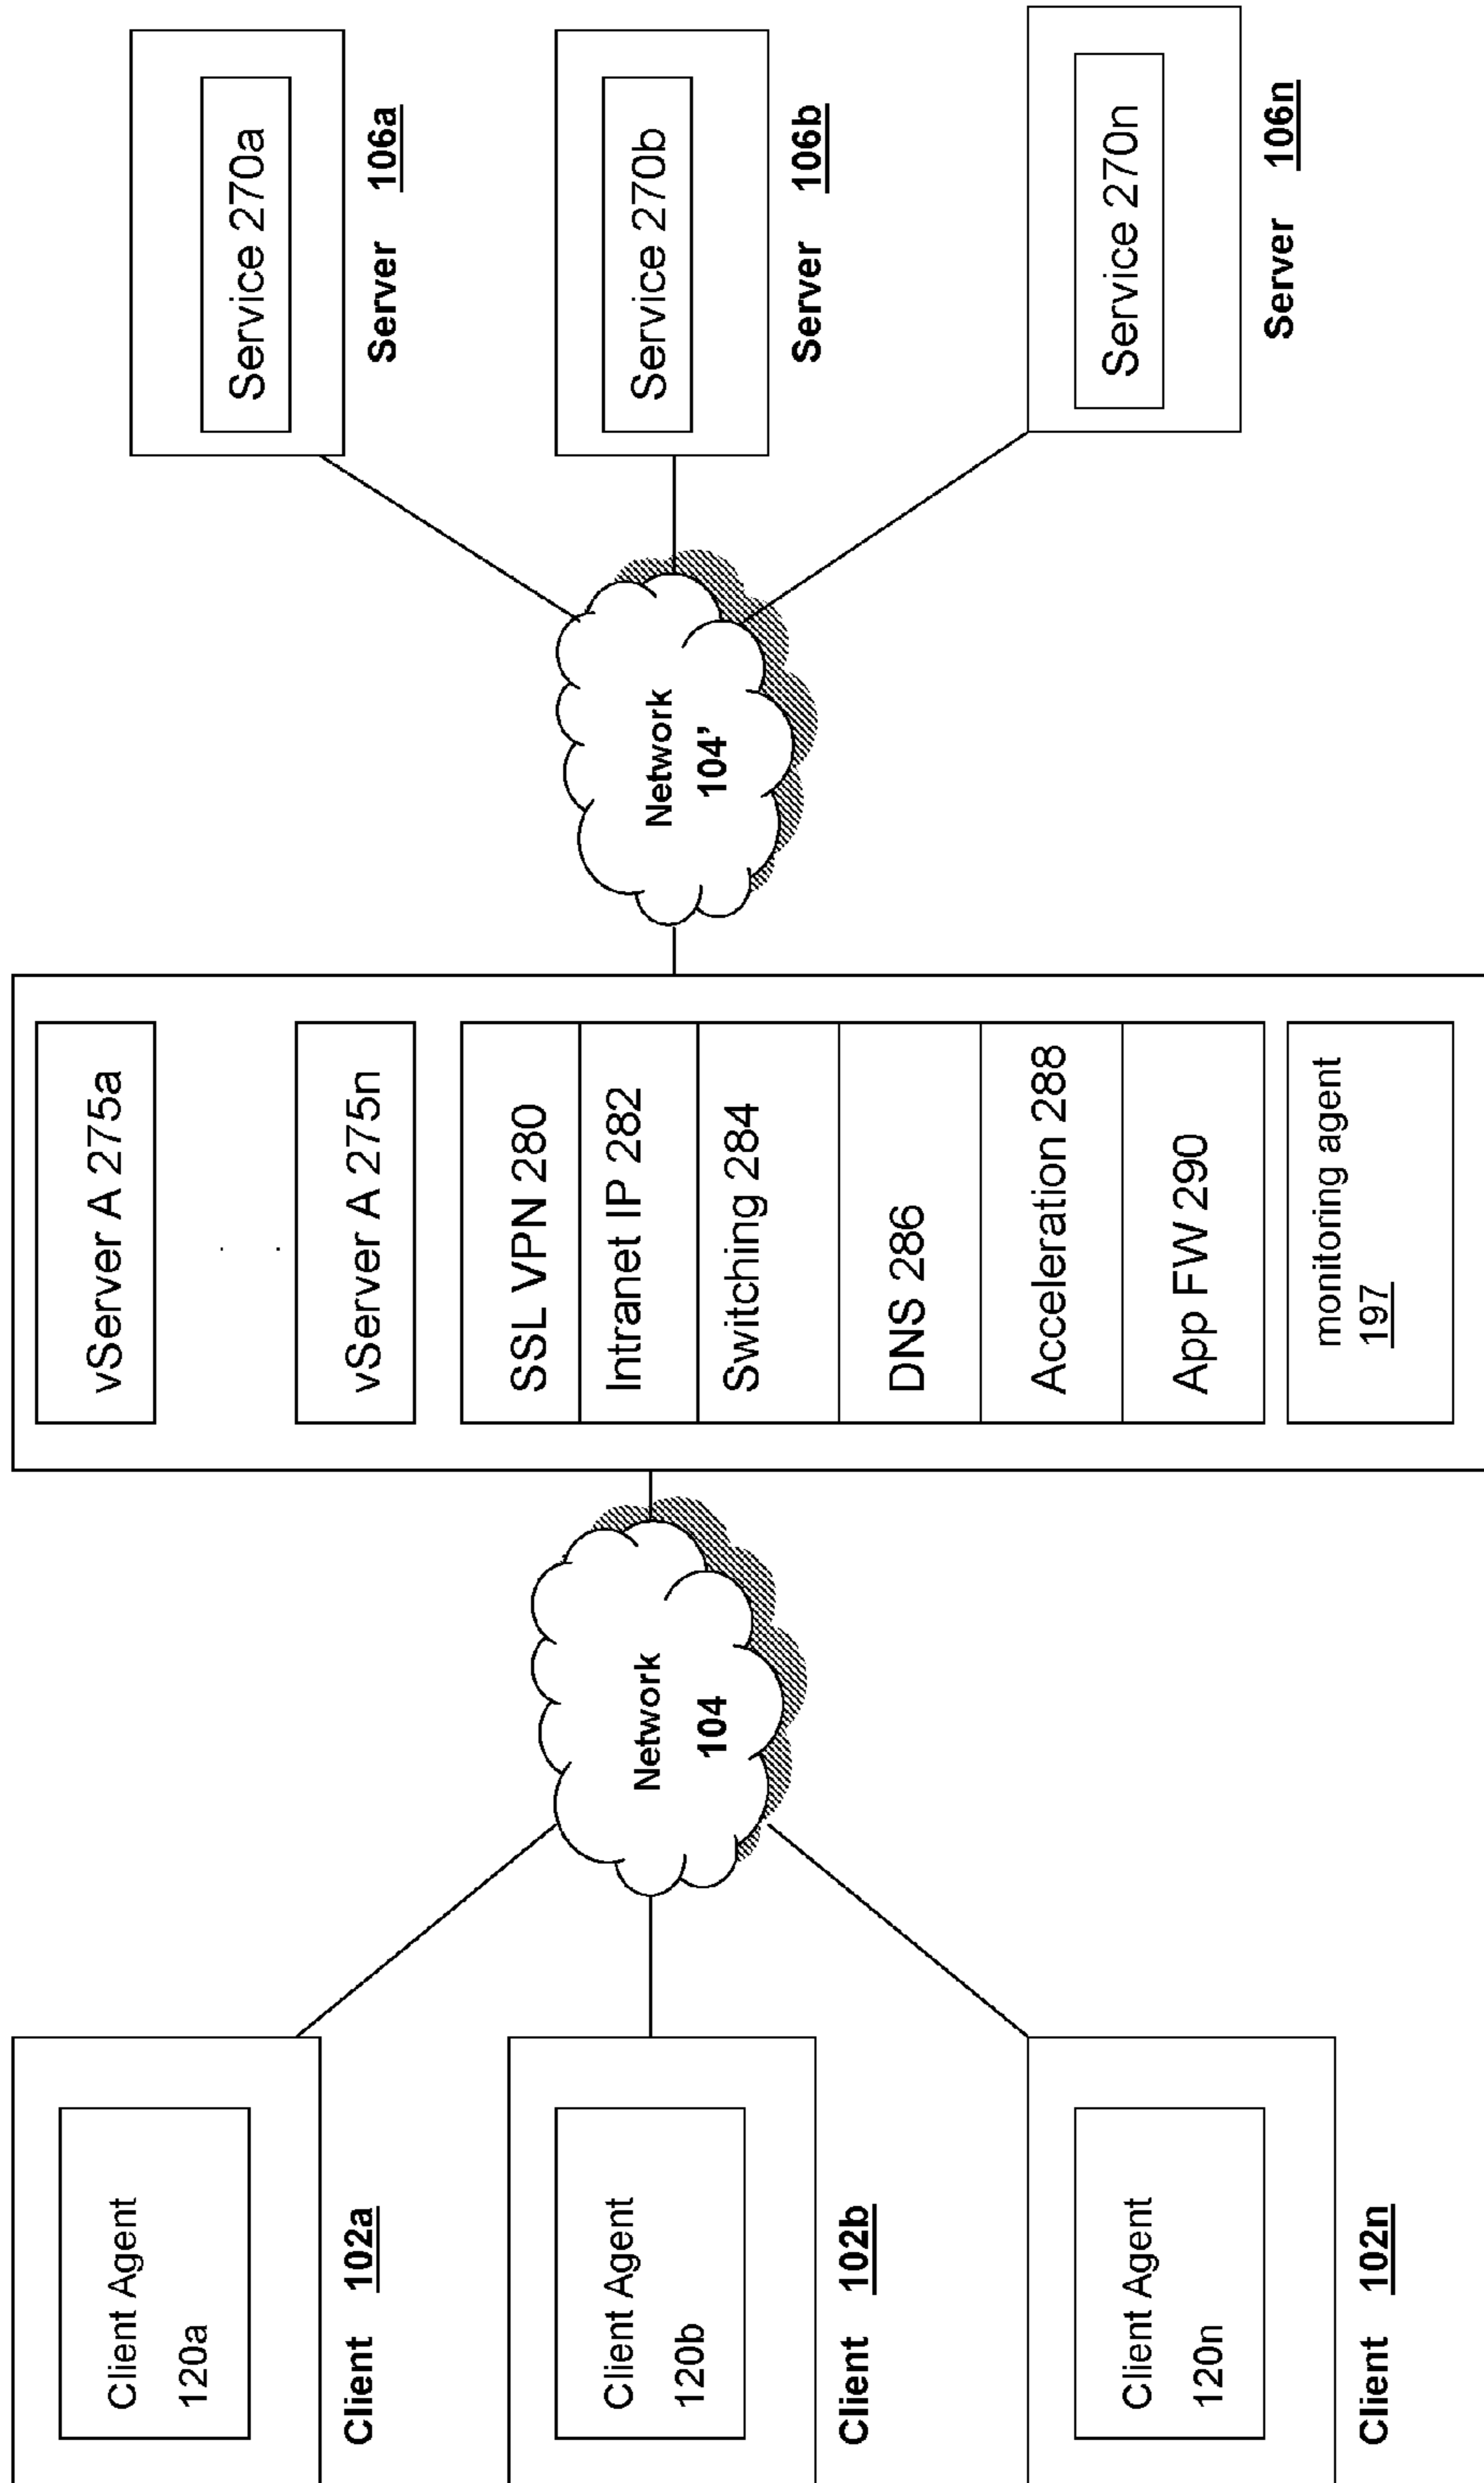 Client Agent
120a
Client 102a
Client Agent
120b
Client 102b
Client Agent
120n
Client 102n
Network
104
vServer A 275a
vServer A 275n
SSL VPN 280
Intranet IP 282
Switching 284
DNS 286
Acceleration 288
App FW 290
monitoring agent
197
Network
104’
Service 270a
Server 106a
Service 270b
Server 106b
Service 270n
Server 106n